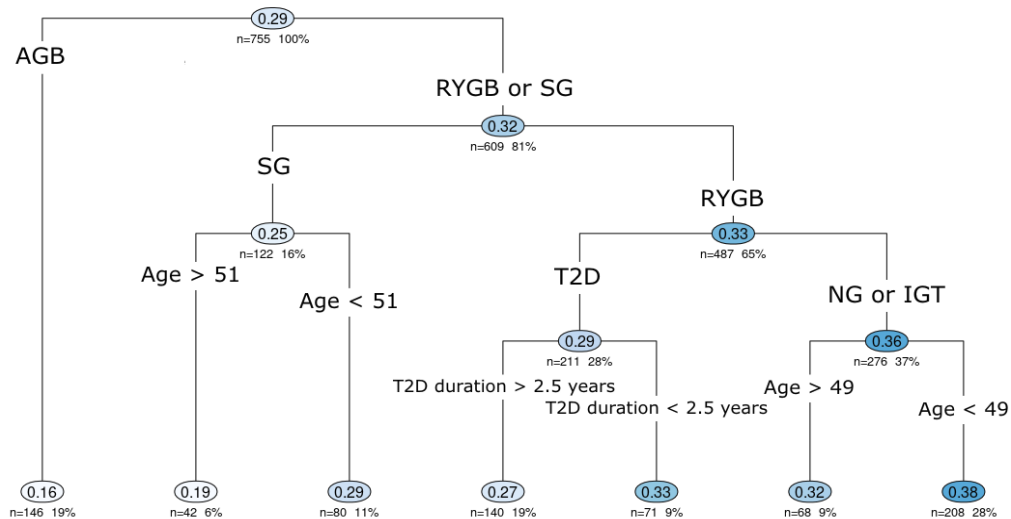 0.29
n=755 100%
AGB
RYGB or SG
0.32
n=609 81%
SG
RYGB
0.25
n=122 16%
0.33
n=487 65%
Age > 51
Age < 51
T2D
NG or IGT
0.29
n=211 28%
0.36
n=276 37%
T2D duration > 2.5 years
T2D duration < 2.5 years
Age > 49
Age < 49
0.16
n=146 19%
0.19
n=42 6%
0.29
n=80 11%
0.27
n=140 19%
0.33
n=71 9%
0.32
n=68 9%
0.38
n=208 28%